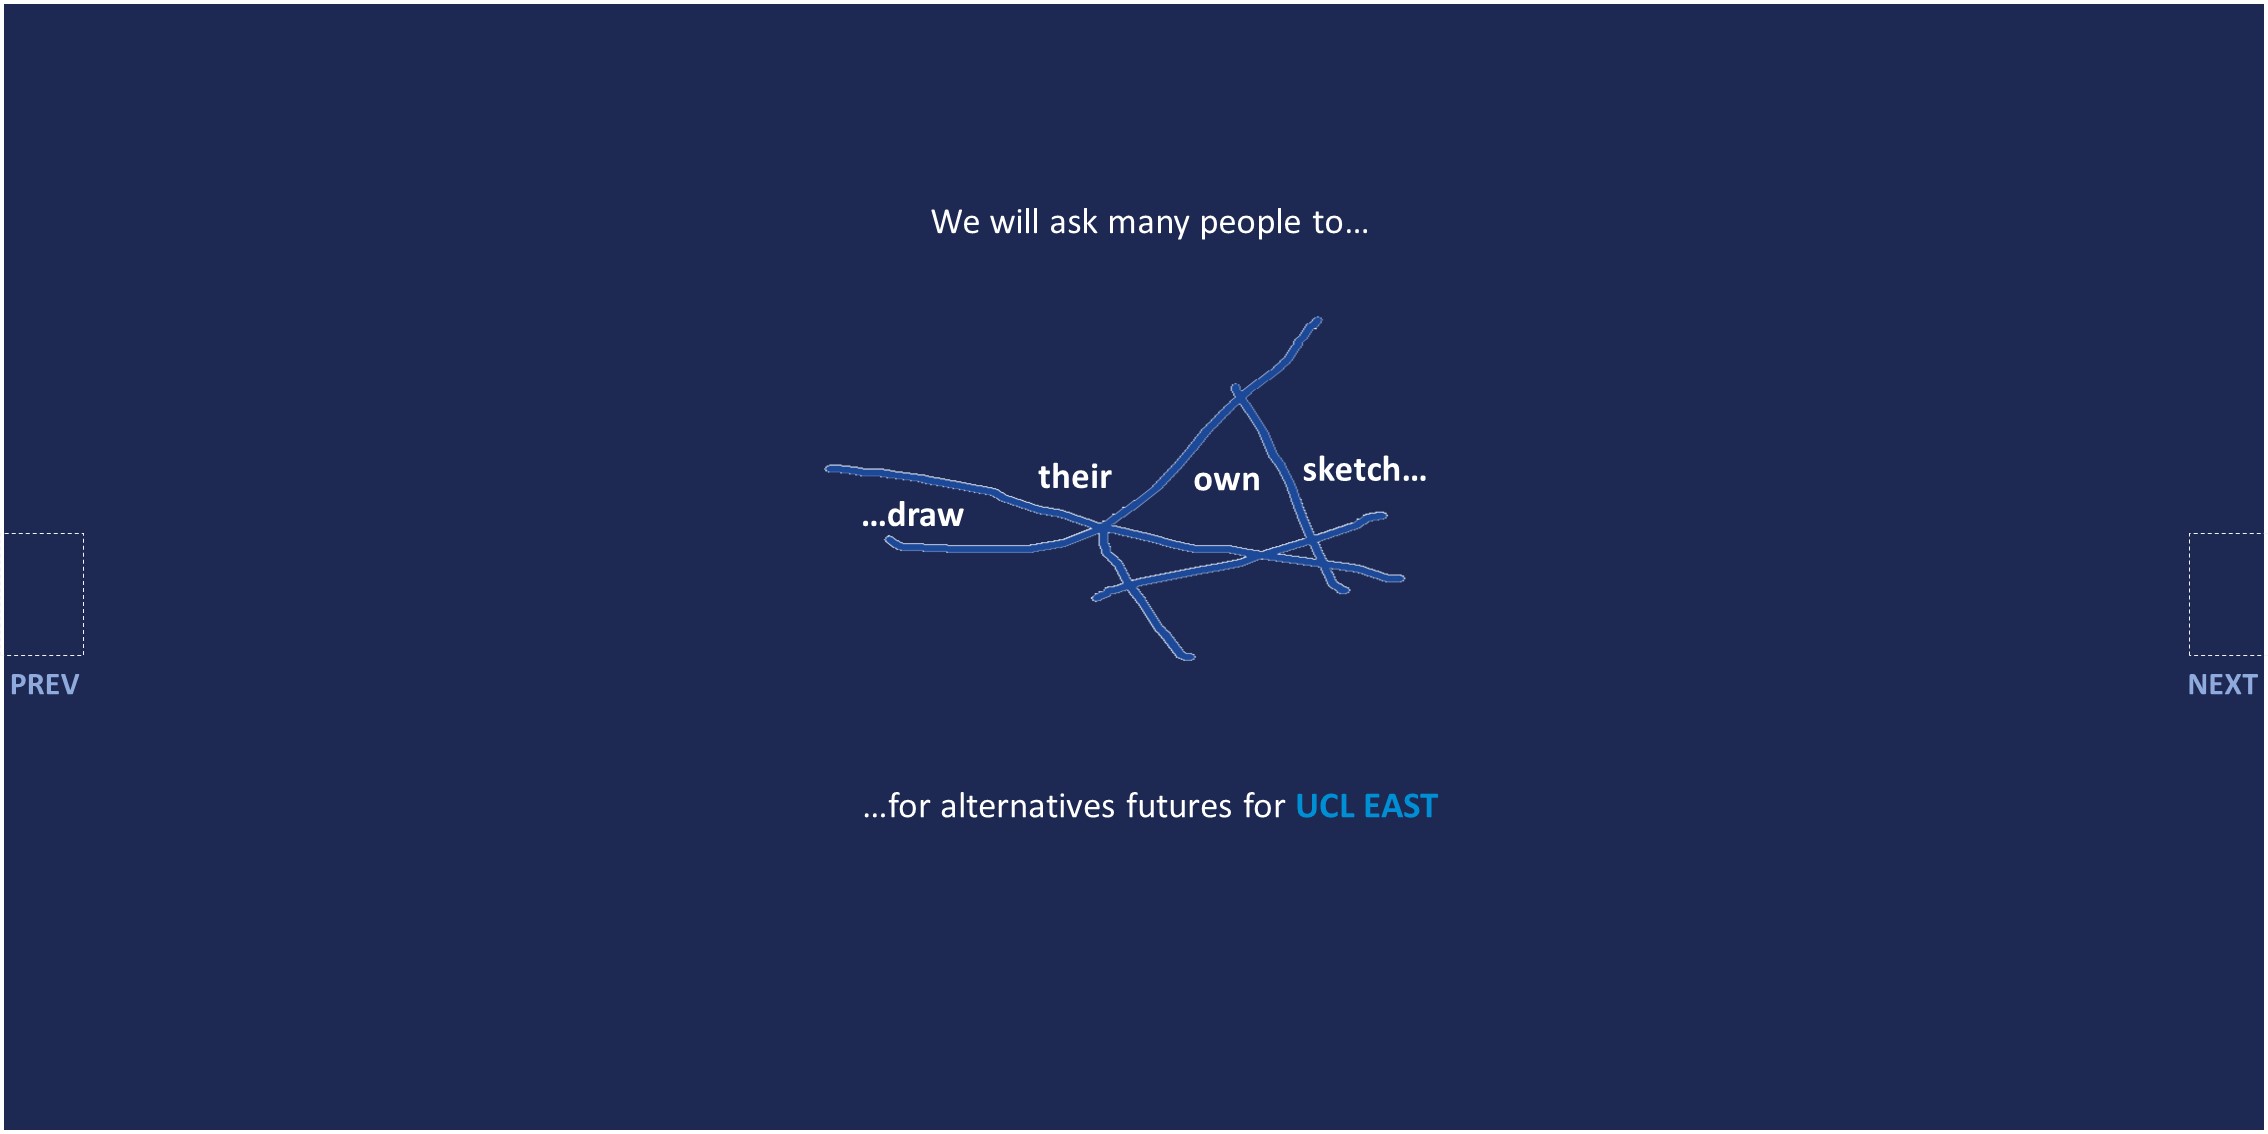 We will ask many people to…
…draw
their
own
sketch…
PREV
NEXT
…for alternatives futures for UCL EAST